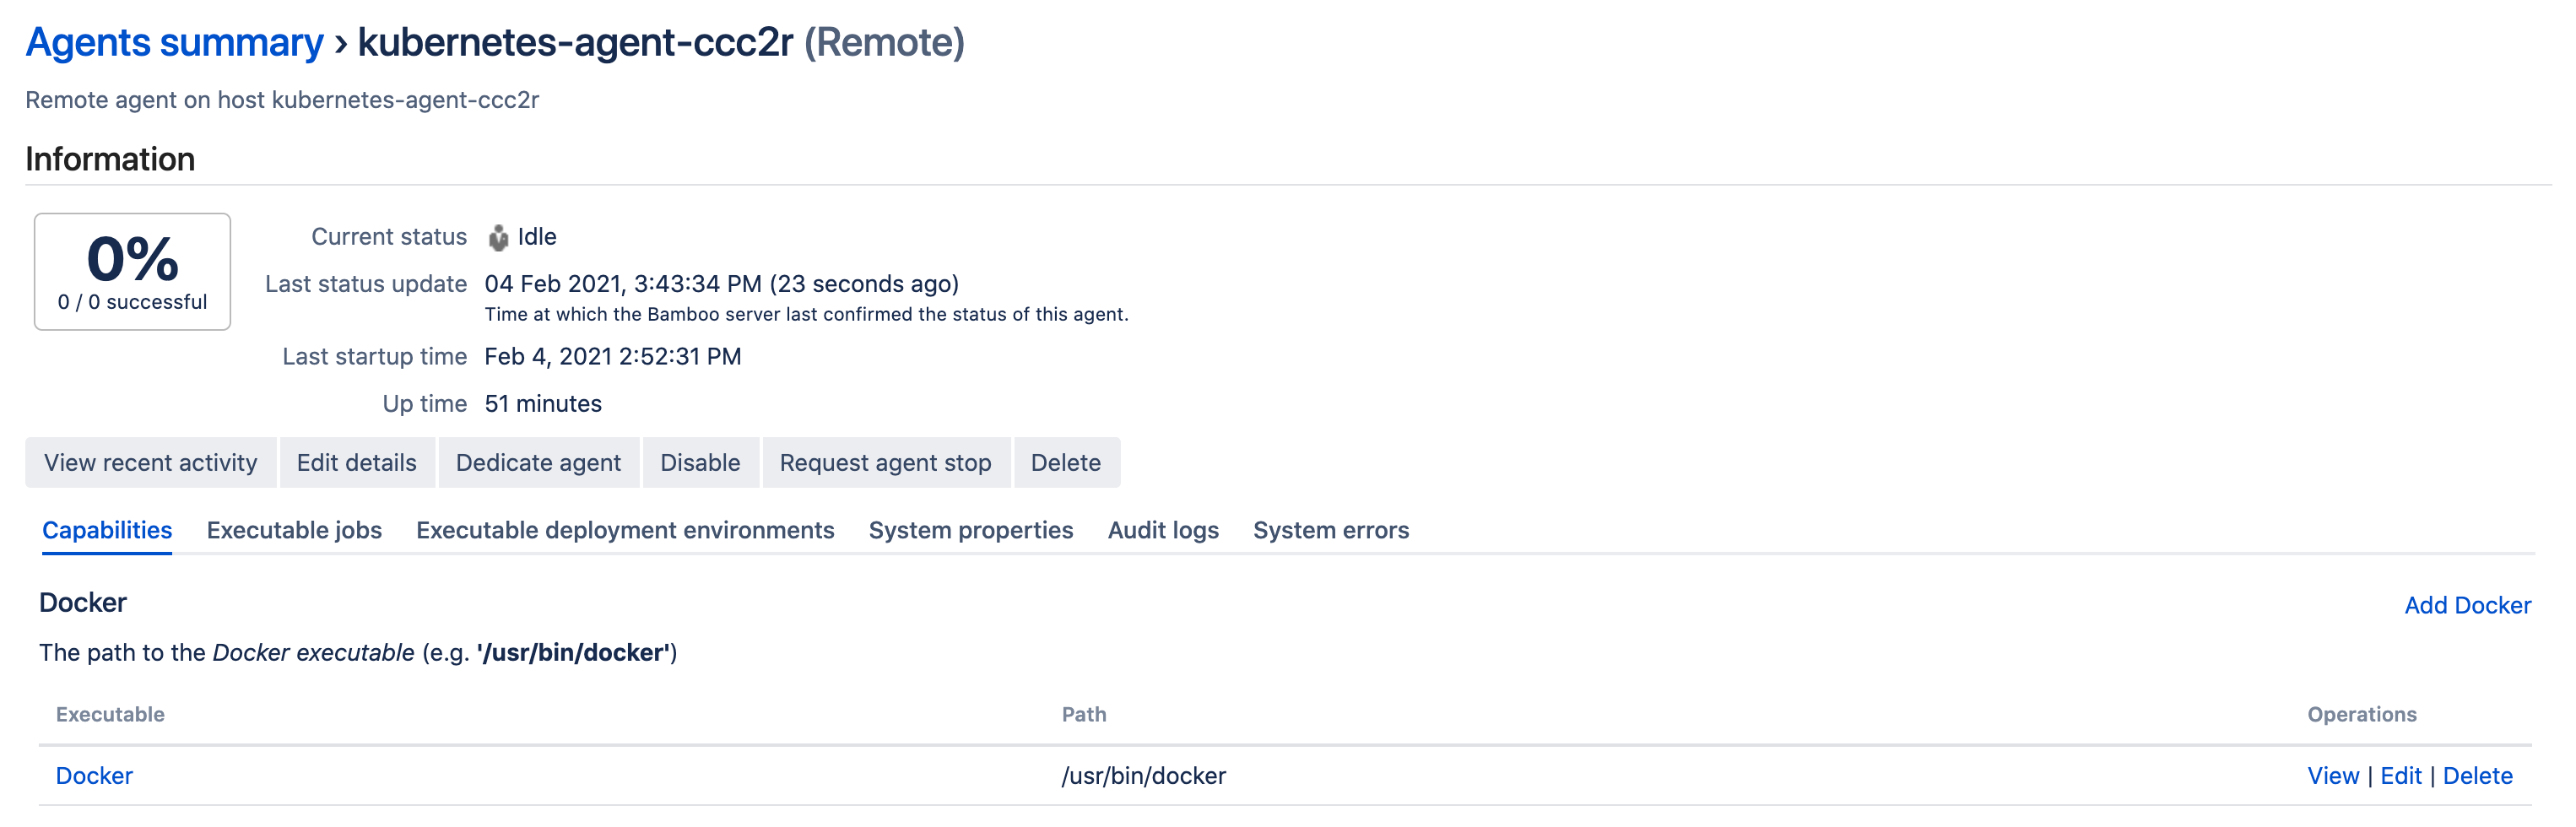 Agents summary › kubernetes-agent-ccc2r (Remote)
Remote agent on host kubernetes-agent-ccc2r
Information
0%
0 / 0 successful
Current status Idle
Last status update 04 Feb 2021, 3:43:34 PM (23 seconds ago)
Time at which the Bamboo server last confirmed the status of this agent.
Last startup time Feb 4, 2021 2:52:31 PM
Up time 51 minutes
View recent activity Edit details Dedicate agent Disable Request agent stop Delete
Capabilities Executable jobs Executable deployment environments System properties Audit logs System errors
Docker Add Docker
The path to the Docker executable (e.g. '/usr/bin/docker')
Executable Path Operations
Docker /usr/bin/docker View | Edit | Delete